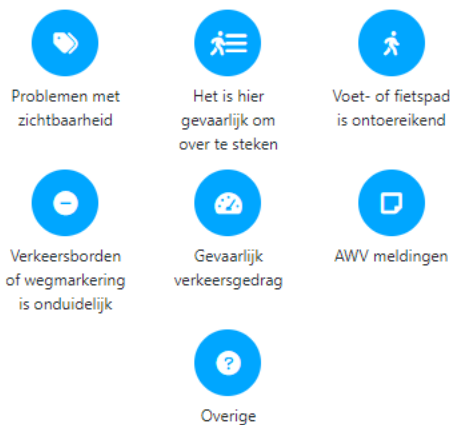 Problemen met
zichtbaarheid
Het is hier
gevaarlijk om
over te steken
Voet- of fietspad
is ontoereikend
Verkeersborden
of wegmarkering
is onduidelijk
Gevaarlijk
verkeersgedrag
AWV meldingen
?
Overige